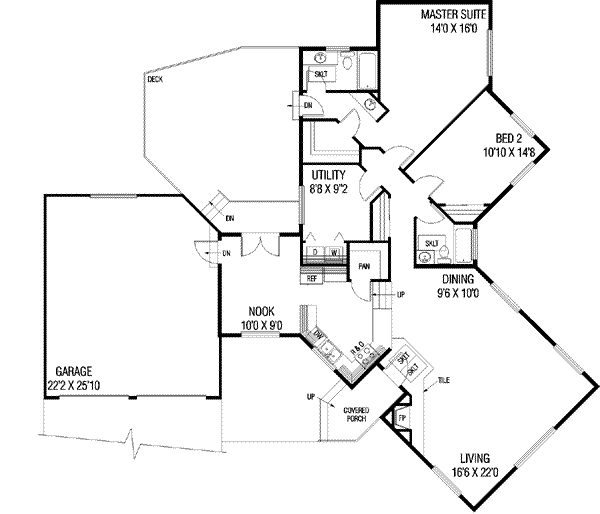 MASTER SUITE
14'0 X 16'0
SKLT
DECK
DN
BED 2
10'10 X 14'8
UTILITY
8'8 X 9'2
DN
DN
D
W
SKLT
PAN
REF
DINING
9'6 X 10'0
UP
NOOK
10'0 X 9'0
DW
R & O
SKLT
SKLT
GARAGE
22'2 X 25'10
TILE
UP
COVERED
PORCH
FP
LIVING
16'6 X 22'0